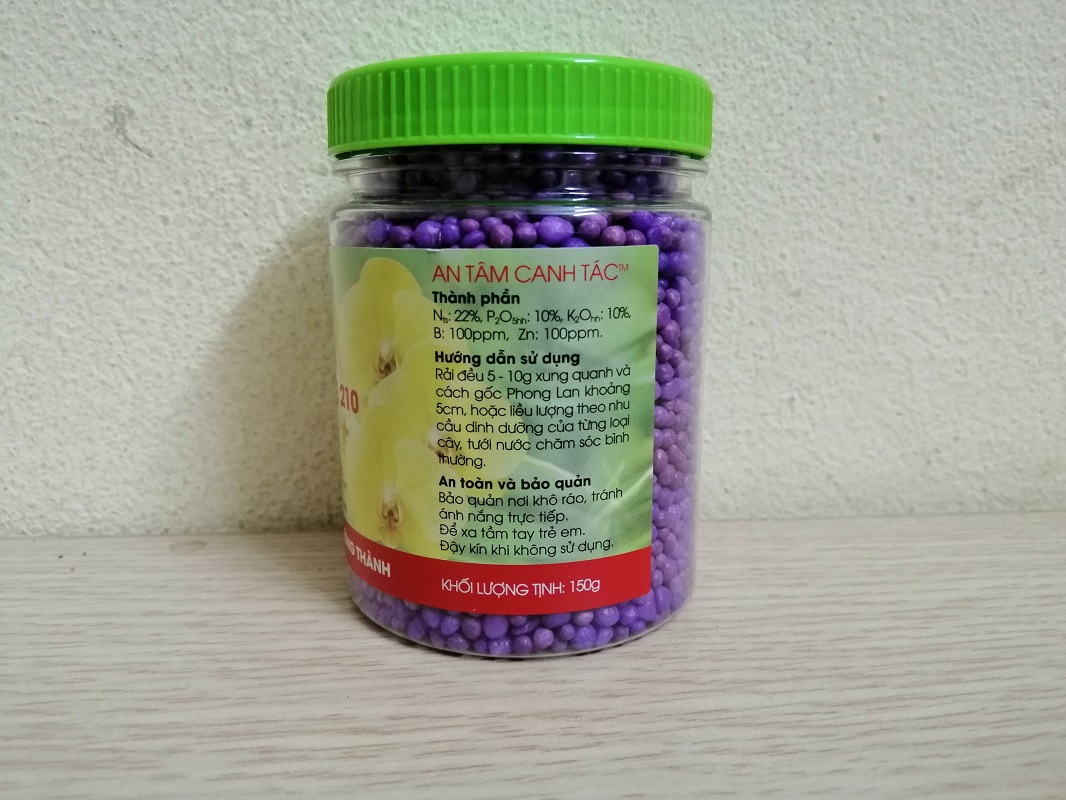 AN TÂM CANH TÁC™
Thành phần
Nts: 22%, P2O5hh: 10%, K2Ohh: 10%,
B: 100ppm, Zn: 100ppm.
Hướng dẫn sử dụng
Rải đều 5 - 10g xung quanh và
cách gốc Phong Lan khoảng
5cm, hoặc liều lượng theo nhu
cầu dinh dưỡng của từng loại
cây, tưới nước chăm sóc bình
thường.
An toàn và bảo quản
Bảo quản nơi khô ráo, tránh
ánh nắng trực tiếp.
Để xa tầm tay trẻ em.
Đậy kín khi không sử dụng.
KHỐI LƯỢNG TỊNH: 150g
210
THÀNH